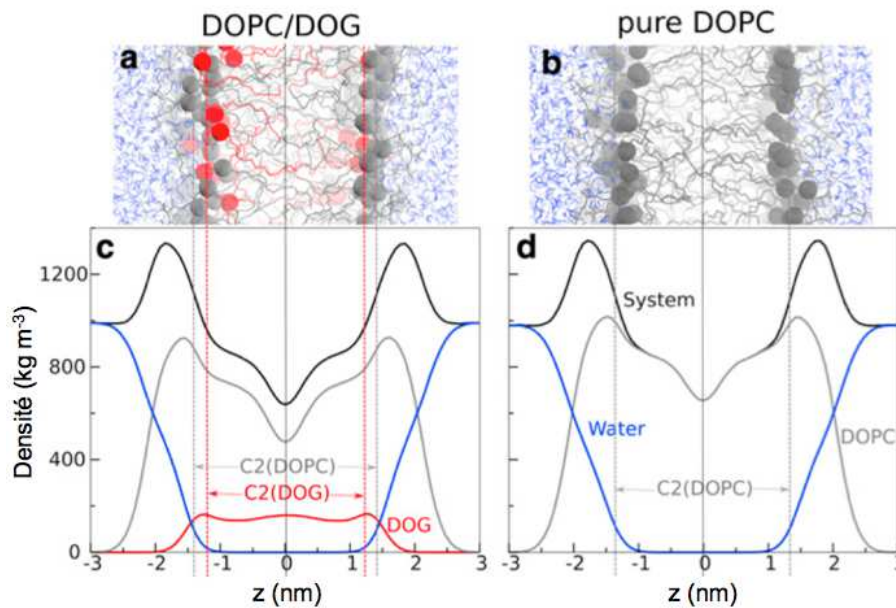 DOPC/DOG
pure DOPC
a
b
c
d
Densité (kg m-³)
1200
800
400
0
System
Water
DOPC
C2(DOPC)
C2(DOG)
DOG
C2(DOPC)
-3 -2 -1 0 1 2 3
-3 -2 -1 0 1 2 3
z (nm)
z (nm)